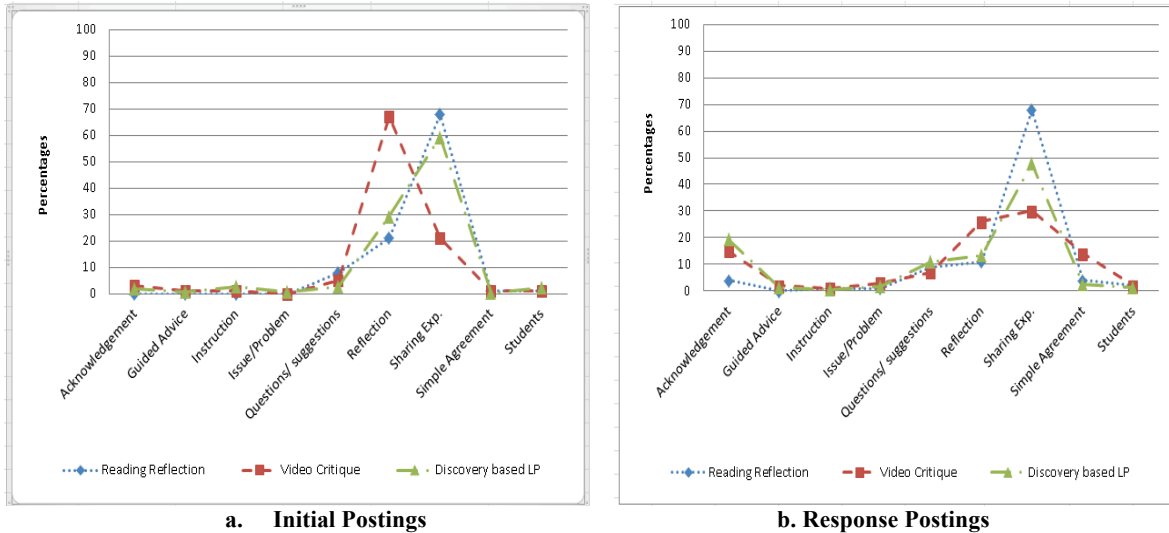 100
90
80
70
60
50
40
30
20
10
0
Percentages
Acknowledgement
Guided Advice
Instruction
Issue/Problem
Questions/ suggestions
Reflection
Sharing Exp.
Simple Agreement
Students
Reading Reflection Video Critique Discovery based LP
a. Initial Postings
100
90
80
70
60
50
40
30
20
10
0
Percentages
Acknowledgement
Guided Advice
Instruction
Issue/Problem
Questions/ suggestions
Reflection
Sharing Exp.
Simple Agreement
Students
Reading Reflection Video Critique Discovery based LP
b. Response Postings